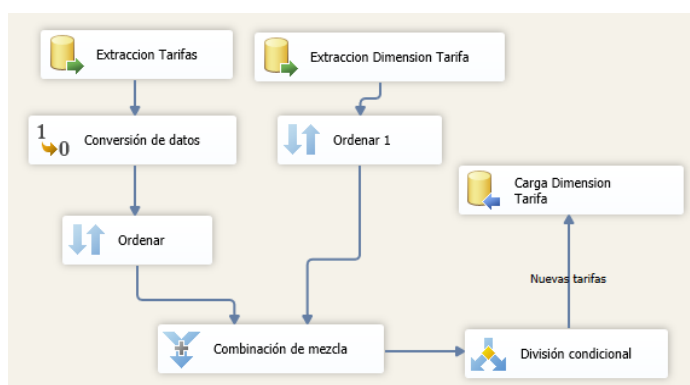 Extraccion Tarifas
Extraccion Dimension Tarifa
1
0
Conversión de datos
Ordenar 1
Carga Dimension
Tarifa
Ordenar
Nuevas tarifas
Combinación de mezcla
División condicional